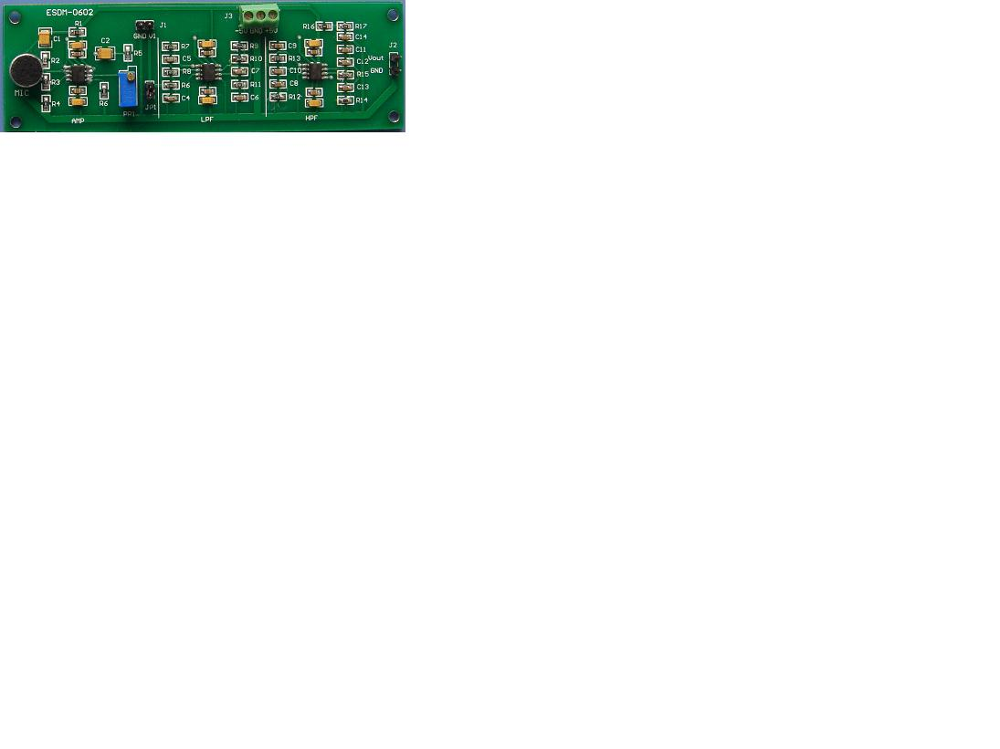 ESDM-0602
R1
C1
C2
R2
R3
R4
MIC
AMP
R5
R6
PR1
J1
GND V1
JP1
R7
C5
R8
R6
C4
LPF
J3
-5V GND +5V
R9
R10
C7
R11
C6
C9
R13
C10
C8
R12
HPF
R16
R17
C14
C11
C12
R15
C13
R14
J2
Vout
GND